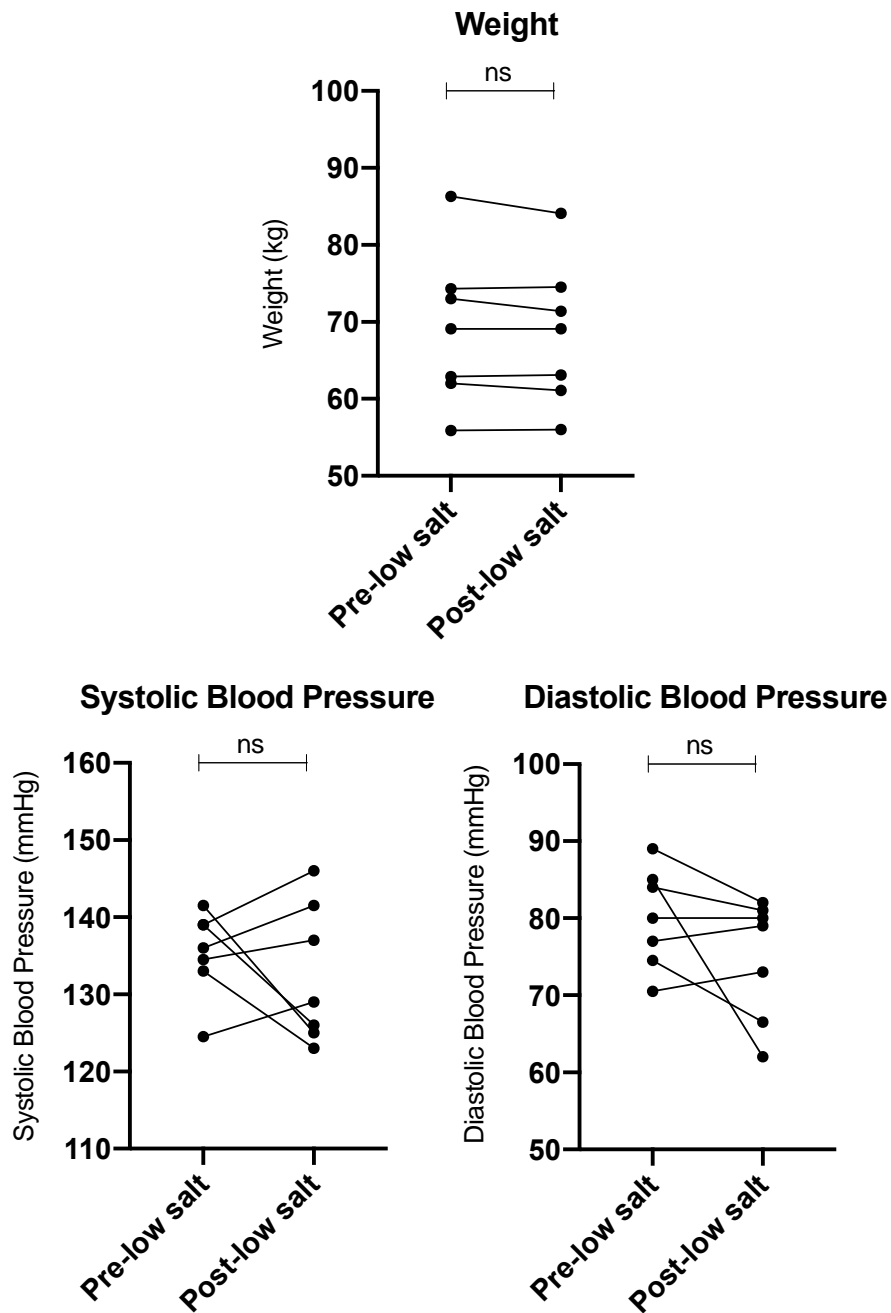 Weight
ns
100
90
80
70
60
50
Weight (kg)
Pre-low salt
Post-low salt
Systolic Blood Pressure
ns
160
150
140
130
120
110
Systolic Blood Pressure (mmHg)
Pre-low salt
Post-low salt
Diastolic Blood Pressure
ns
100
90
80
70
60
50
Diastolic Blood Pressure (mmHg)
Pre-low salt
Post-low salt